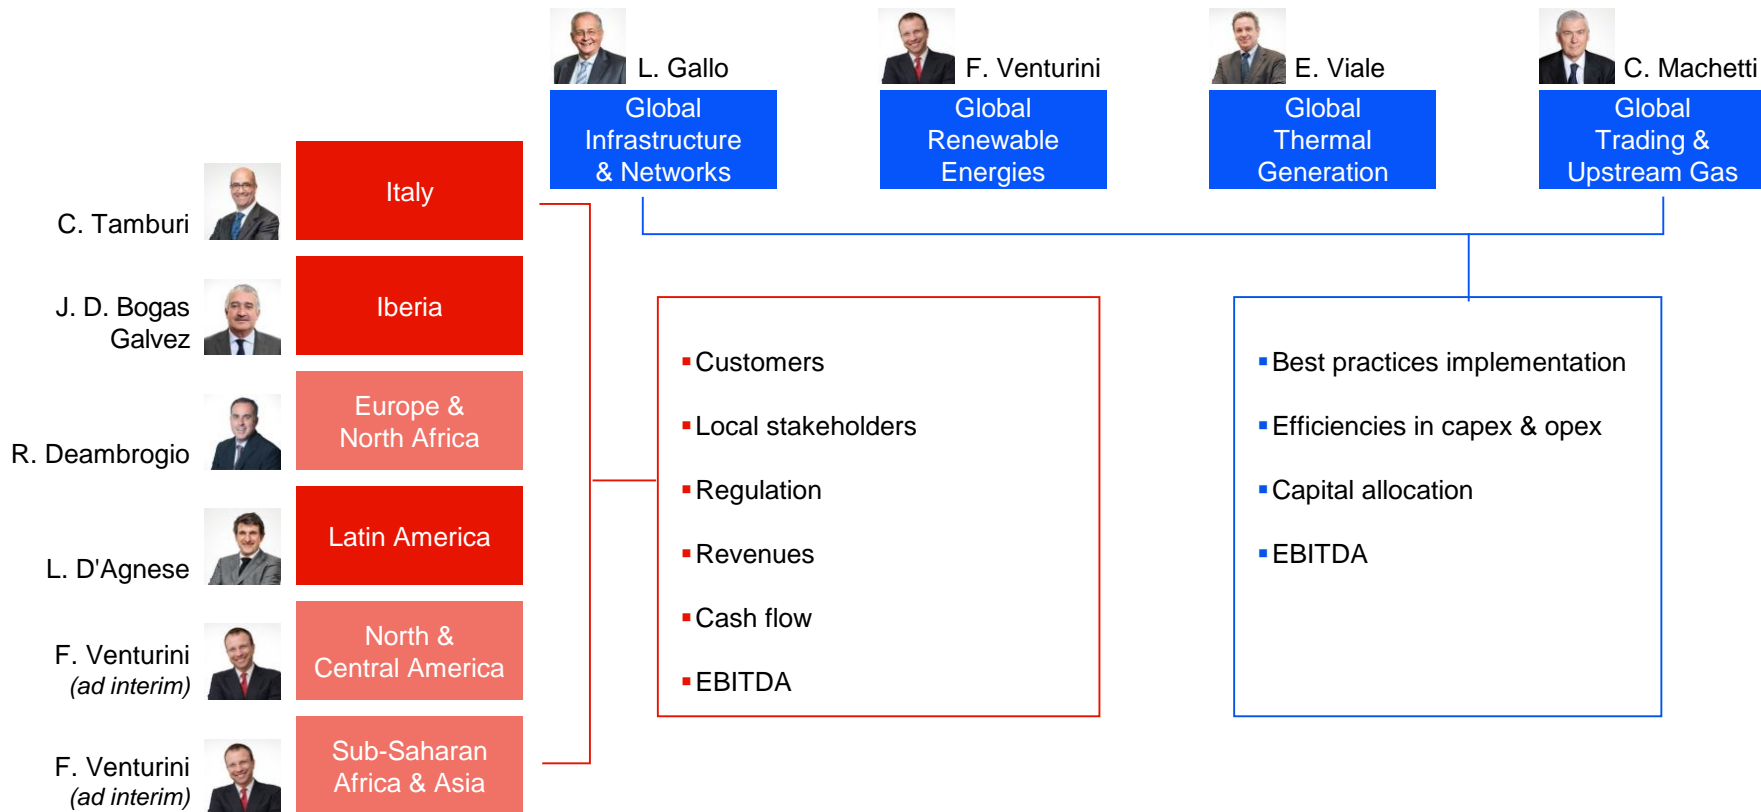 L. Gallo
F. Venturini
E. Viale
C. Machetti
Global
Infrastructure
& Networks
Global
Renewable
Energies
Global
Thermal
Generation
Global
Trading &
Upstream Gas
C. Tamburi
Italy
J. D. Bogas
Galvez
Iberia
R. Deambrogio
Europe &
North Africa
L. D'Agnese
Latin America
F. Venturini
(ad interim)
North &
Central America
F. Venturini
(ad interim)
Sub-Saharan
Africa & Asia
▪Customers
▪Local stakeholders
▪Regulation
▪Revenues
▪Cash flow
▪EBITDA
▪Best practices implementation
▪Efficiencies in capex & opex
▪Capital allocation
▪EBITDA